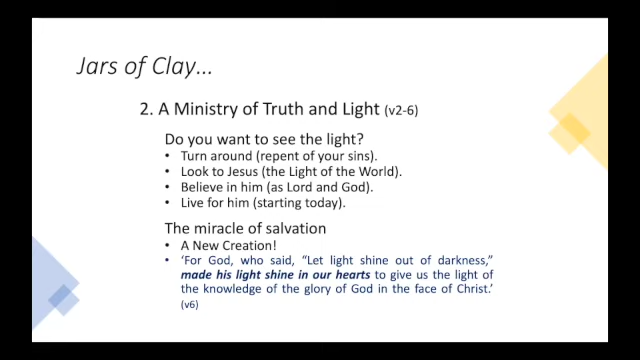 Jars of Clay…
2. A Ministry of Truth and Light (v2-6)
Do you want to see the light?
• Turn around (repent of your sins).
• Look to Jesus (the Light of the World).
• Believe in him (as Lord and God).
• Live for him (starting today).
The miracle of salvation
• A New Creation!
• ‘For God, who said, “Let light shine out of darkness,”
made his light shine in our hearts to give us the light of
the knowledge of the glory of God in the face of Christ.’
(v6)